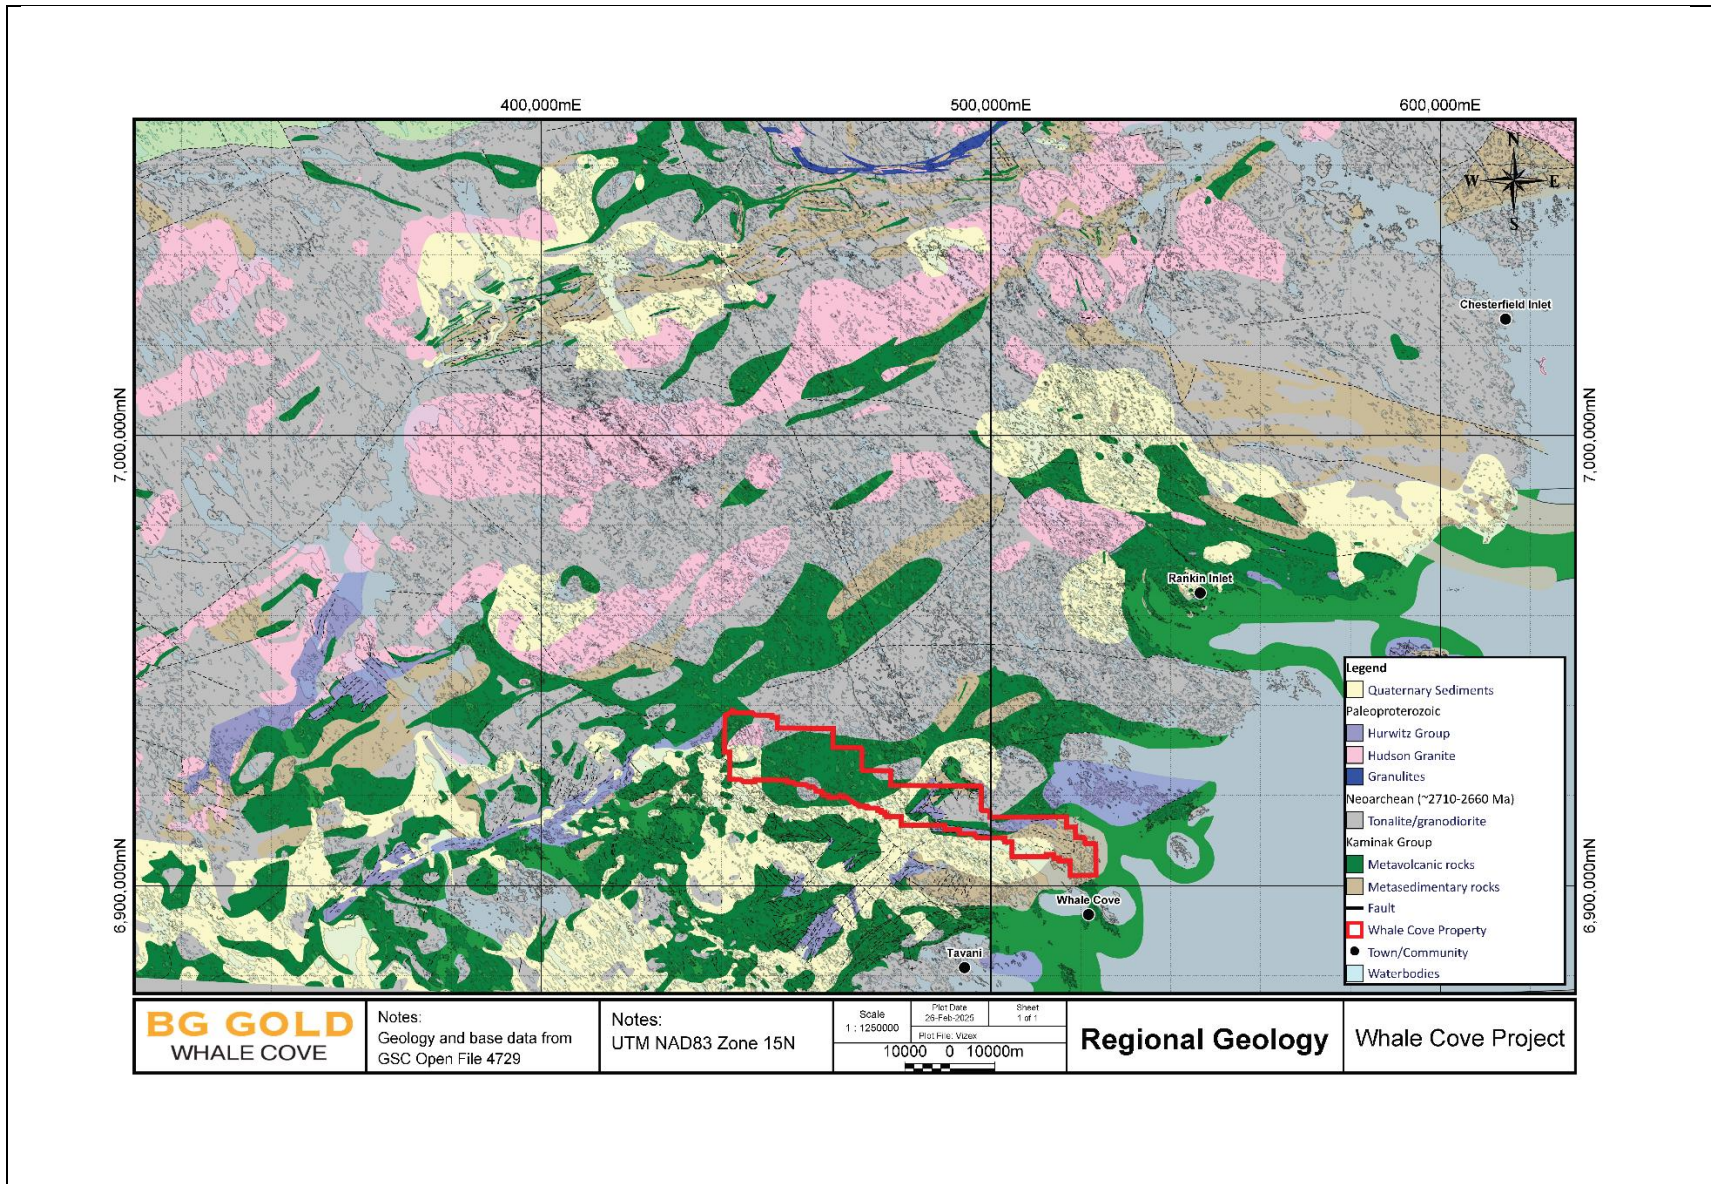 400,000mE
500,000mE
600,000mE
N
W E
S
Chesterfield Inlet
7,000,000mN
7,000,000mN
Rankin Inlet
Legend
Quaternary Sediments
Paleoproterozoic
Hurwitz Group
Hudson Granite
Granulites
Neoarchean (~2710-2660 Ma)
Tonalite/granodiorite
Kaminak Group
Metavolcanic rocks
Metasedimentary rocks
Fault
Whale Cove Property
Town/Community
Waterbodies
6,900,000mN
6,900,000mN
Whale Cove
Tavani
BG GOLD
WHALE COVE
Notes:
Geology and base data from
GSC Open File 4729
Notes:
UTM NAD83 Zone 15N
Scale
1 : 1250000
Plot Date
26-Feb-2025
Sheet
1 of 1
Plot File: Vizex
10000 0 10000m
Regional Geology
Whale Cove Project